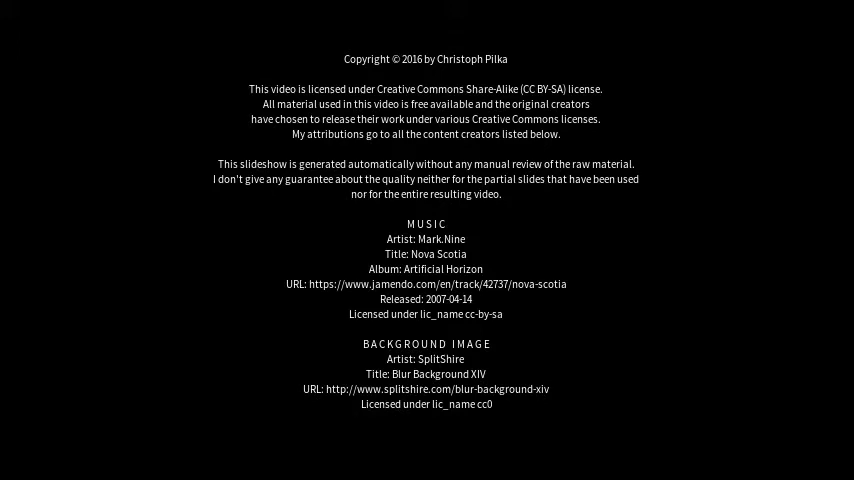 Copyright © 2016 by Christoph Pilka
This video is licensed under Creative Commons Share-Alike (CC BY-SA) license.
All material used in this video is free available and the original creators
have chosen to release their work under various Creative Commons licenses.
My attributions go to all the content creators listed below.
This slideshow is generated automatically without any manual review of the raw material.
I don't give any guarantee about the quality neither for the partial slides that have been used
nor for the entire resulting video.
MUSIC
Artist: Mark.Nine
Title: Nova Scotia
Album: Artificial Horizon
URL: https://www.jamendo.com/en/track/42737/nova-scotia
Released: 2007-04-14
Licensed under lic_name cc-by-sa
BACKGROUND IMAGE
Artist: SplitShire
Title: Blur Background XIV
URL: http://www.splitshire.com/blur-background-xiv
Licensed under lic_name cc0